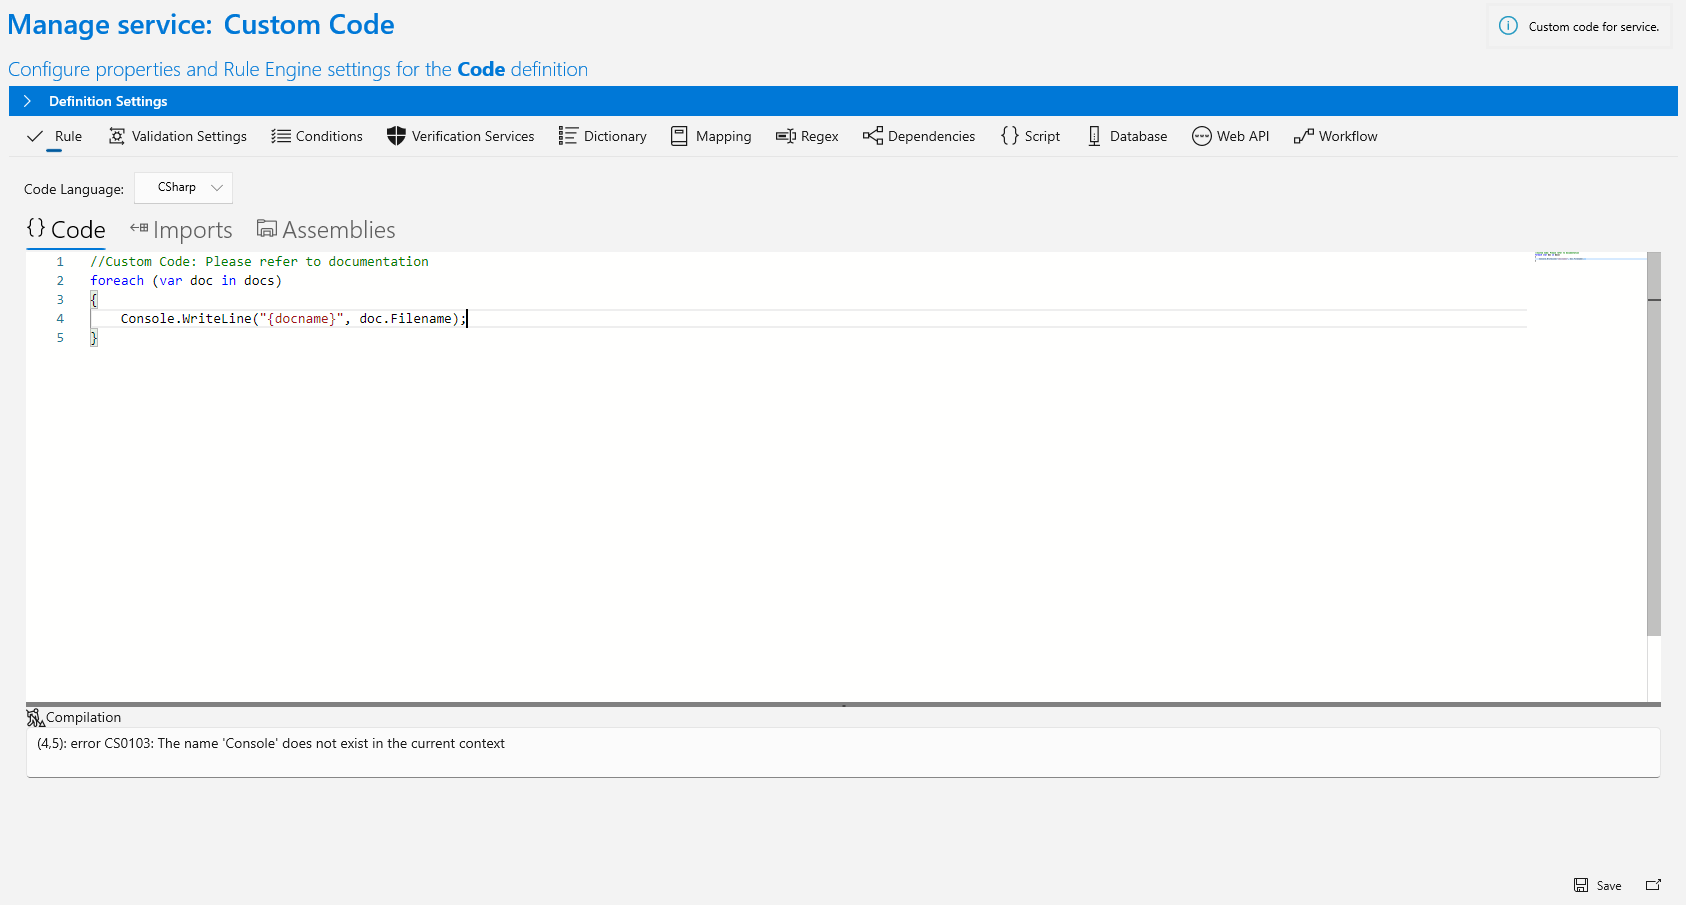 Manage service: Custom Code
Custom code for service.
Configure properties and Rule Engine settings for the Code definition
Definition Settings
Rule Validation Settings Conditions Verification Services Dictionary Mapping Regex Dependencies Script Database Web API Workflow
Code Language: CSharp
{} Code Imports Assemblies
1 //Custom Code: Please refer to documentation
2 foreach (var doc in docs)
3 {
4 Console.WriteLine("{docname}", doc.Filename);
5 }
Compilation
(4,5): error CS0103: The name 'Console' does not exist in the current context
Save